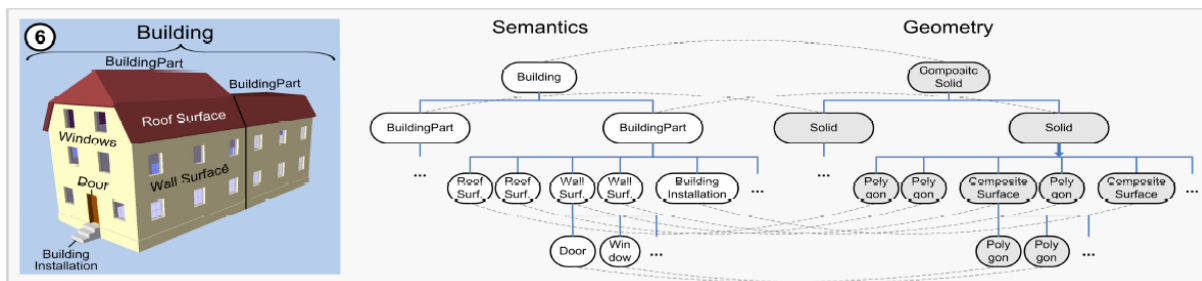 6
Building
BuildingPart
BuildingPart
Roof Surface
Windows
Wall Surface
Door
Building
Installation
Semantics
Geometry
...
Building
Composite
Solid
...
BuildingPart
BuildingPart
Solid
Solid
...
Roof
Surf.
Roof
Surf.
Wall
Surf.
Wall
Surf.
Building
Installation
...
...
Poly
gon
Poly
gon
Composite
Surface
Poly
gon
Composite
Surface
...
Door
Win
dow
...
Poly
gon
Poly
gon
...